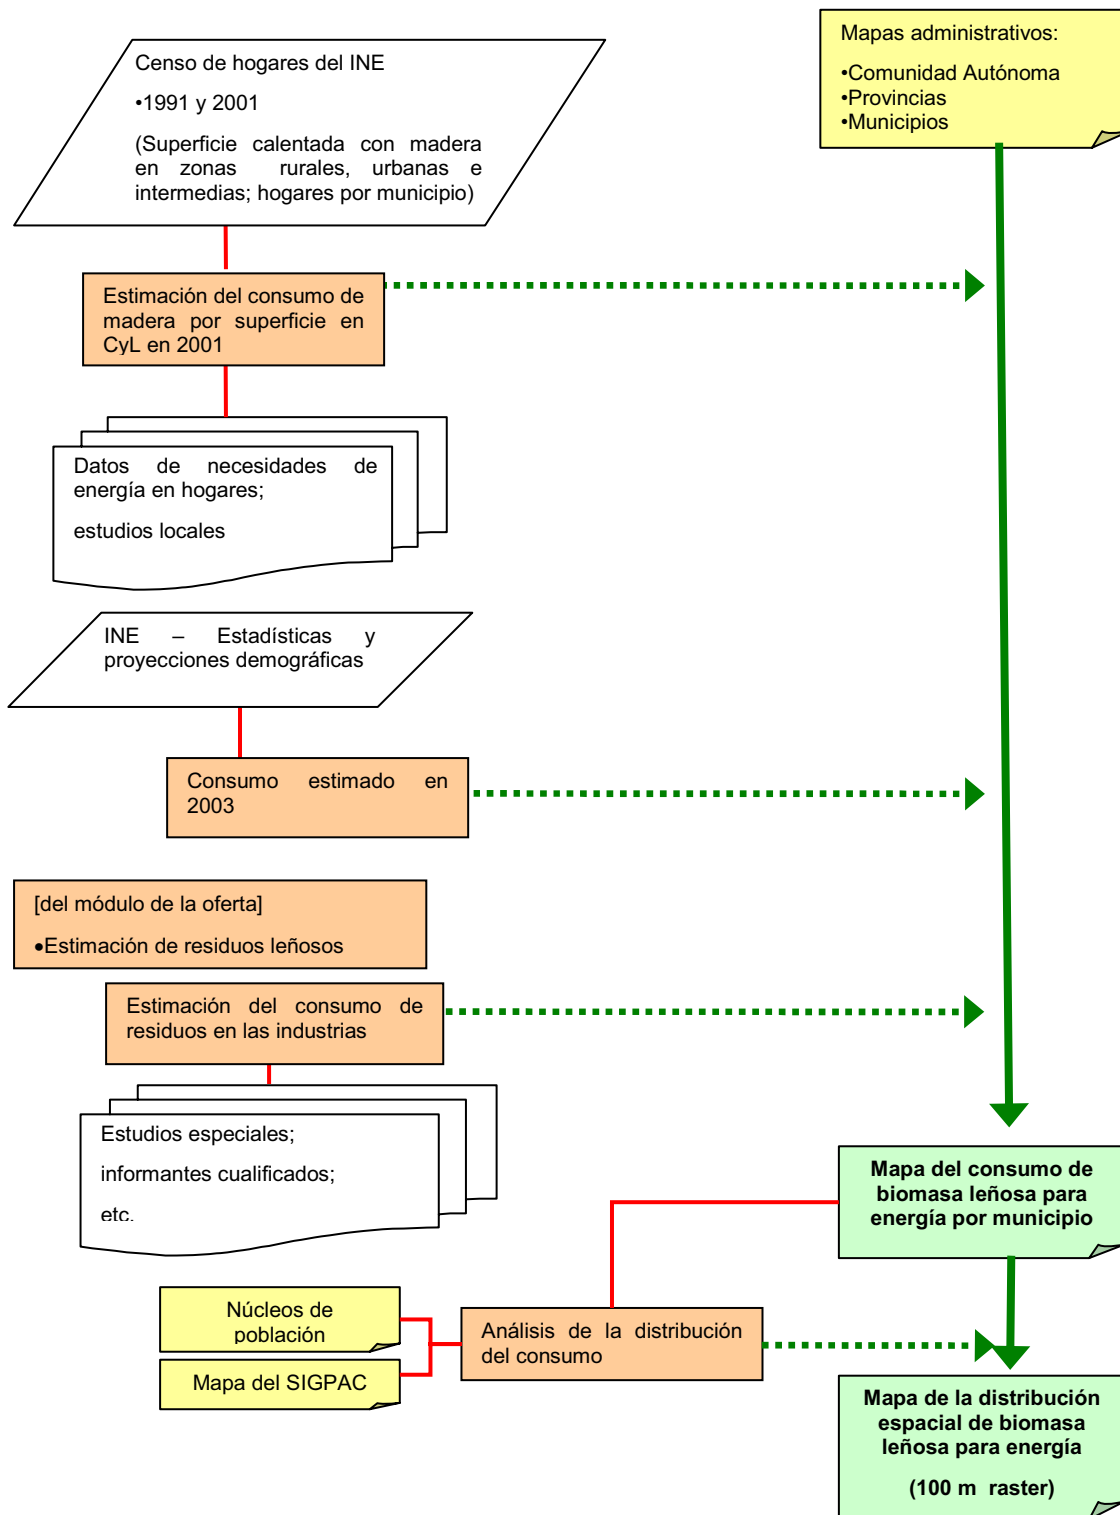 Censo de hogares del INE
•1991 y 2001
(Superficie calentada con madera
en zonas rurales, urbanas e
intermedias; hogares por municipio)
Mapas administrativos:
•Comunidad Autónoma
•Provincias
•Municipios
Estimación del consumo de
madera por superficie en
CyL en 2001
Datos de necesidades de
energía en hogares;
estudios locales
INE – Estadísticas y
proyecciones demográficas
Consumo estimado en
2003
[del módulo de la oferta]
•Estimación de residuos leñosos
Estimación del consumo de
residuos en las industrias
Estudios especiales;
informantes cualificados;
etc.
Mapa del consumo de
biomasa leñosa para
energía por municipio
Núcleos de
población
Mapa del SIGPAC
Análisis de la distribución
del consumo
Mapa de la distribución
espacial de biomasa
leñosa para energía
(100 m raster)